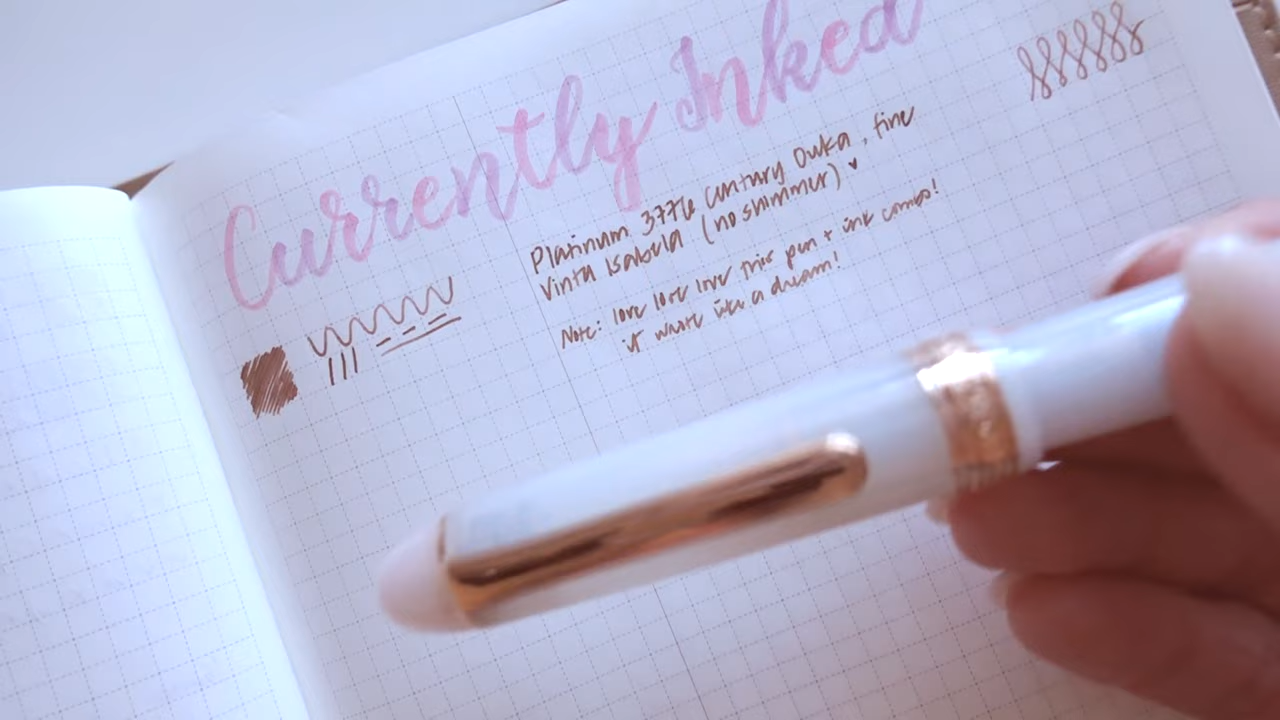 Currently Inked
Platinum 3776 Century Ouka, fine
Vinta Isabela (no shimmer) ♥
Note: love love love this pen + ink combo!
it write like a dream!